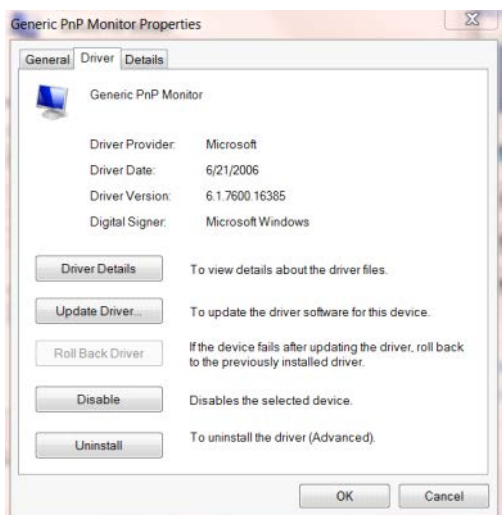 Generic PnP Monitor Properties
General Driver Details
Generic PnP Monitor
Driver Provider: Microsoft
Driver Date: 6/21/2006
Driver Version: 6.1.7600.16385
Digital Signer: Microsoft Windows
Driver Details To view details about the driver files.
Update Driver... To update the driver software for this device.
Roll Back Driver If the device fails after updating the driver, roll back
to the previously installed driver.
Disable Disables the selected device.
Uninstall To uninstall the driver (Advanced).
OK Cancel